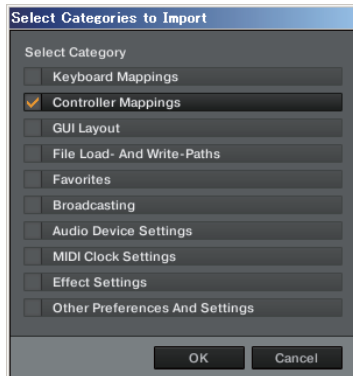 Select Categories to Import
Select Category
Keyboard Mappings
Controller Mappings
GUI Layout
File Load- And Write-Paths
Favorites
Broadcasting
Audio Device Settings
MIDI Clock Settings
Effect Settings
Other Preferences And Settings
OK Cancel